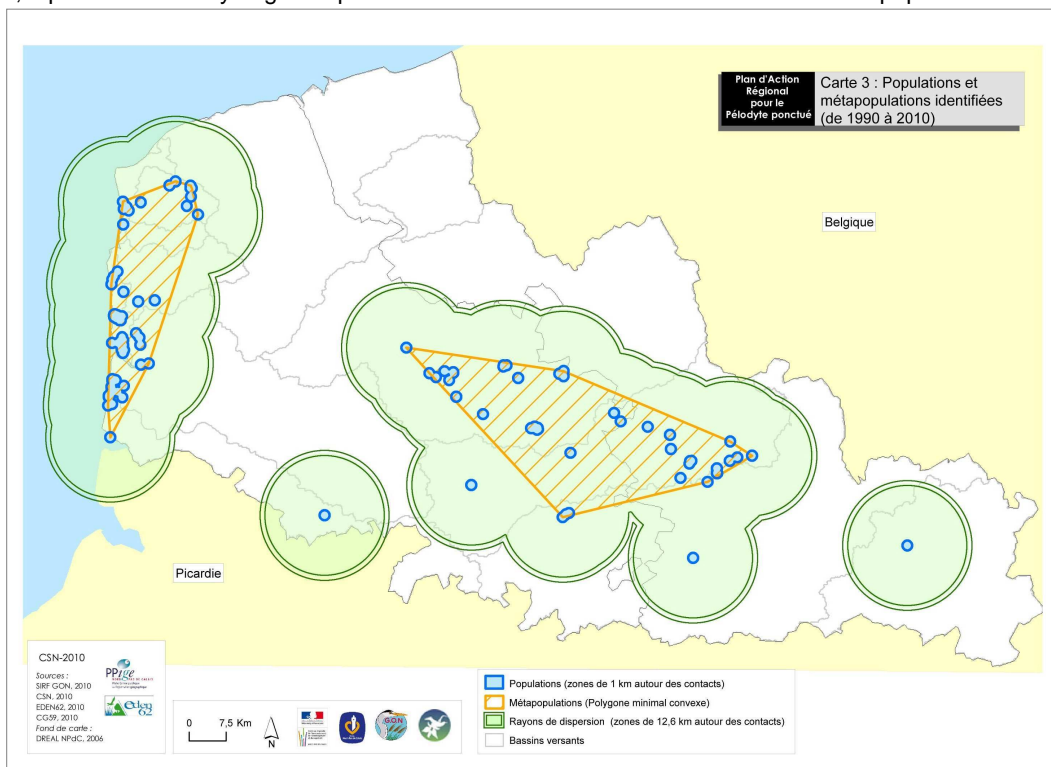 Plan d'Action
Régional
pour le
Pélodyte ponctué
Carte 3 : Populations et
métapopulations identifiées
(de 1990 à 2010)
Belgique
Picardie
CSN-2010
Sources :
SIRF GON, 2010
CSN, 2010
EDEN62, 2010
CG59, 2010
Fond de carte :
DREAL NPdC, 2006
PPige
eden
62
0 7,5 Km
N
G.O.N
Populations (zones de 1 km autour des contacts)
Métapopulations (Polygone minimal convexe)
Rayons de dispersion (zones de 12,6 km autour des contacts)
Bassins versants